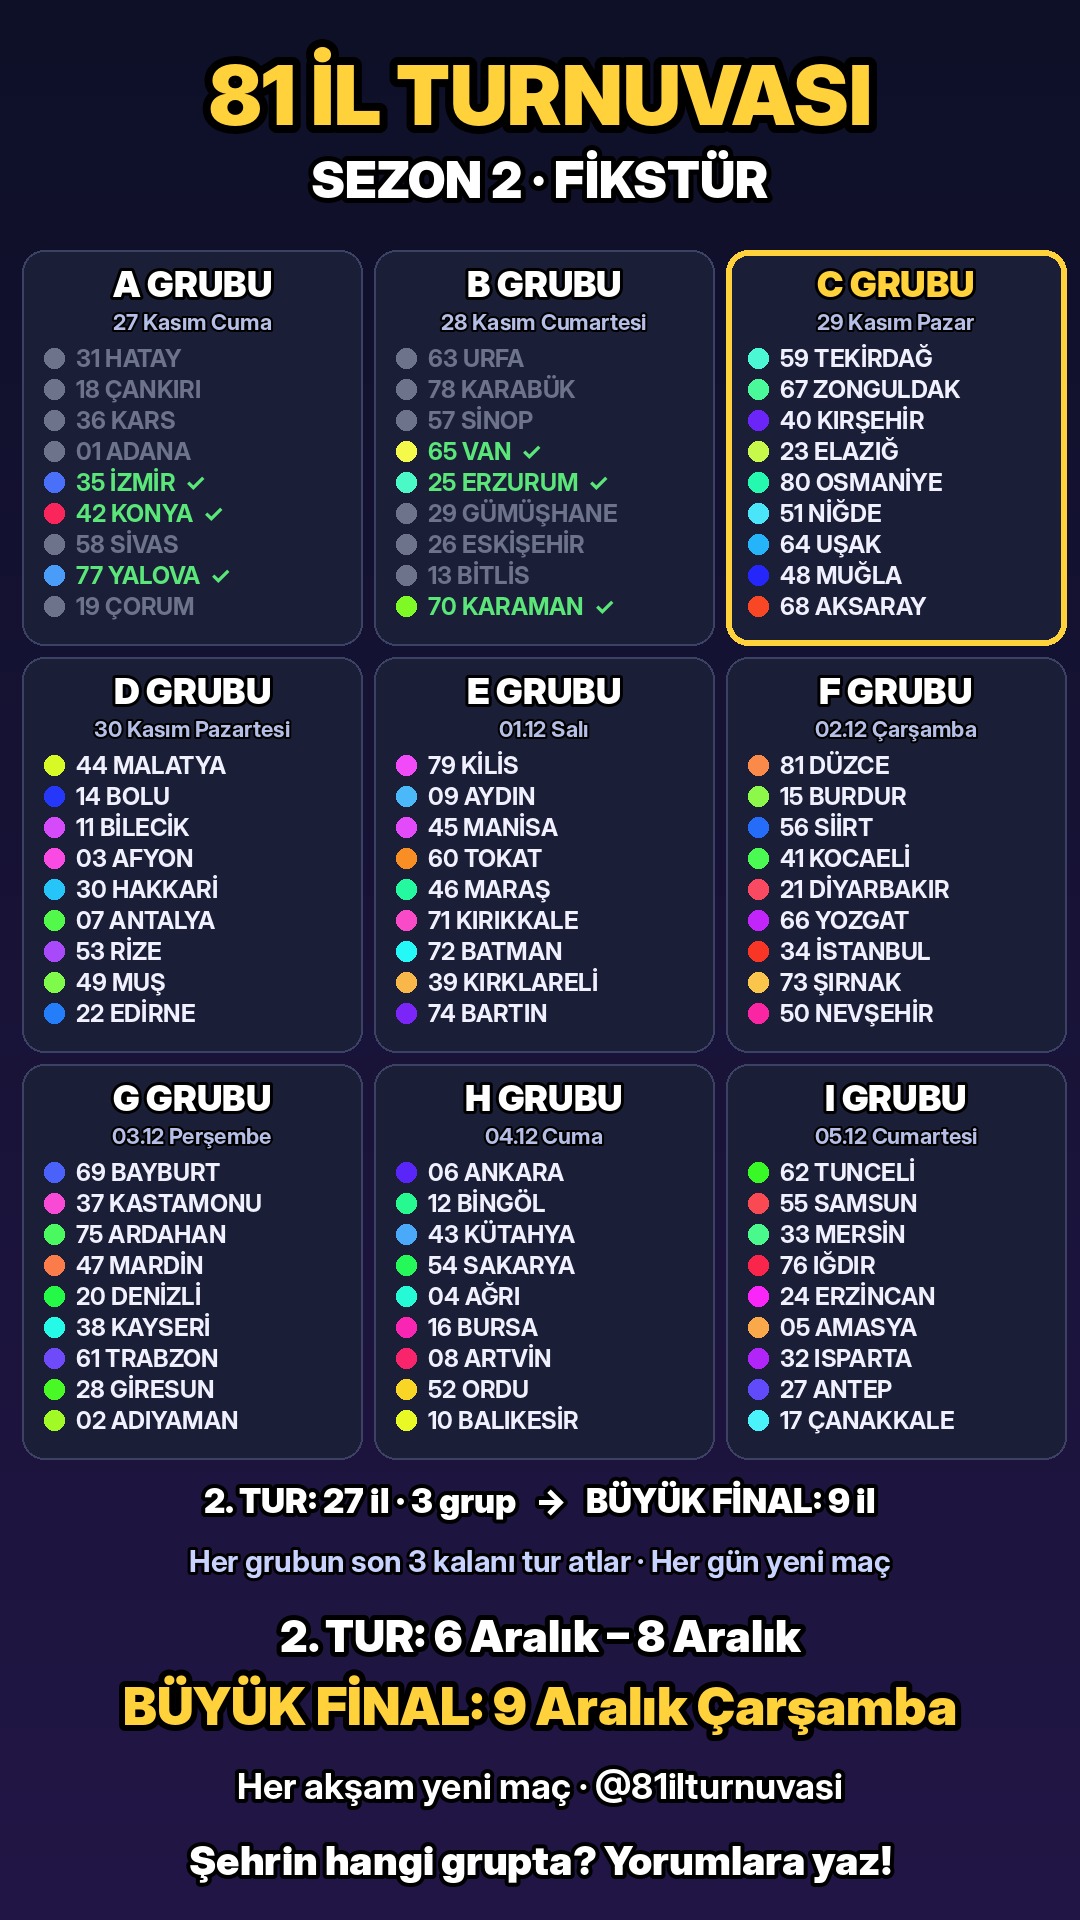 81 İL TURNUVASI
SEZON 2 · FİKSTÜR
A GRUBU
27 Kasım Cuma
31 HATAY
18 ÇANKIRI
36 KARS
01 ADANA
35 İZMİR ✓
42 KONYA ✓
58 SİVAS
77 YALOVA ✓
19 ÇORUM
B GRUBU
28 Kasım Cumartesi
63 URFA
78 KARABÜK
57 SİNOP
65 VAN ✓
25 ERZURUM ✓
29 GÜMÜŞHANE
26 ESKİŞEHİR
13 BİTLİS
70 KARAMAN ✓
C GRUBU
29 Kasım Pazar
59 TEKİRDAĞ
67 ZONGULDAK
40 KIRŞEHİR
23 ELAZIĞ
80 OSMANİYE
51 NİĞDE
64 UŞAK
48 MUĞLA
68 AKSARAY
D GRUBU
30 Kasım Pazartesi
44 MALATYA
14 BOLU
11 BİLECİK
03 AFYON
30 HAKKARİ
07 ANTALYA
53 RİZE
49 MUŞ
22 EDİRNE
E GRUBU
01.12 Salı
79 KİLİS
09 AYDIN
45 MANİSA
60 TOKAT
46 MARAŞ
71 KIRIKKALE
72 BATMAN
39 KIRKLARELİ
74 BARTIN
F GRUBU
02.12 Çarşamba
81 DÜZCE
15 BURDUR
56 SİİRT
41 KOCAELİ
21 DİYARBAKIR
66 YOZGAT
34 İSTANBUL
73 ŞIRNAK
50 NEVŞEHİR
G GRUBU
03.12 Perşembe
69 BAYBURT
37 KASTAMONU
75 ARDAHAN
47 MARDİN
20 DENİZLİ
38 KAYSERİ
61 TRABZON
28 GİRESUN
02 ADIYAMAN
H GRUBU
04.12 Cuma
06 ANKARA
12 BİNGÖL
43 KÜTAHYA
54 SAKARYA
04 AĞRI
16 BURSA
08 ARTVİN
52 ORDU
10 BALIKESİR
I GRUBU
05.12 Cumartesi
62 TUNCELİ
55 SAMSUN
33 MERSİN
76 IĞDIR
24 ERZİNCAN
05 AMASYA
32 ISPARTA
27 ANTEP
17 ÇANAKKALE
2. TUR: 27 il · 3 grup → BÜYÜK FİNAL: 9 il
Her grubun son 3 kalanı tur atlar · Her gün yeni maç
2. TUR: 6 Aralık – 8 Aralık
BÜYÜK FİNAL: 9 Aralık Çarşamba
Her akşam yeni maç · @81ilturnuvasi
Şehrin hangi grupta? Yorumlara yaz!